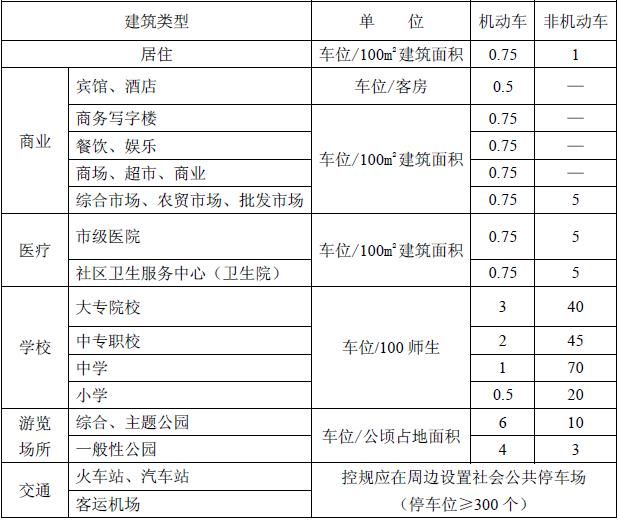 建筑类型 单 位 机动车 非机动车
居住 车位/100㎡建筑面积 0.75 1
商业
宾馆、酒店 车位/客房 0.5 —
商务写字楼 0.75 —
餐饮、娱乐 0.75 —
车位/100㎡建筑面积
商场、超市、商业 0.75 —
综合市场、农贸市场、批发市场 0.75 5
医疗
市级医院 0.75 5
车位/100㎡建筑面积
社区卫生服务中心（卫生院） 0.75 5
学校
大专院校 3 40
中专职校 2 45
车位/100 师生
中学 1 70
小学 0.5 20
游览
场所
综合、主题公园 6 10
车位/公顷占地面积
一般性公园 4 3
交通
火车站、汽车站
客运机场
控规应在周边设置社会公共停车场
（停车位≥300 个）